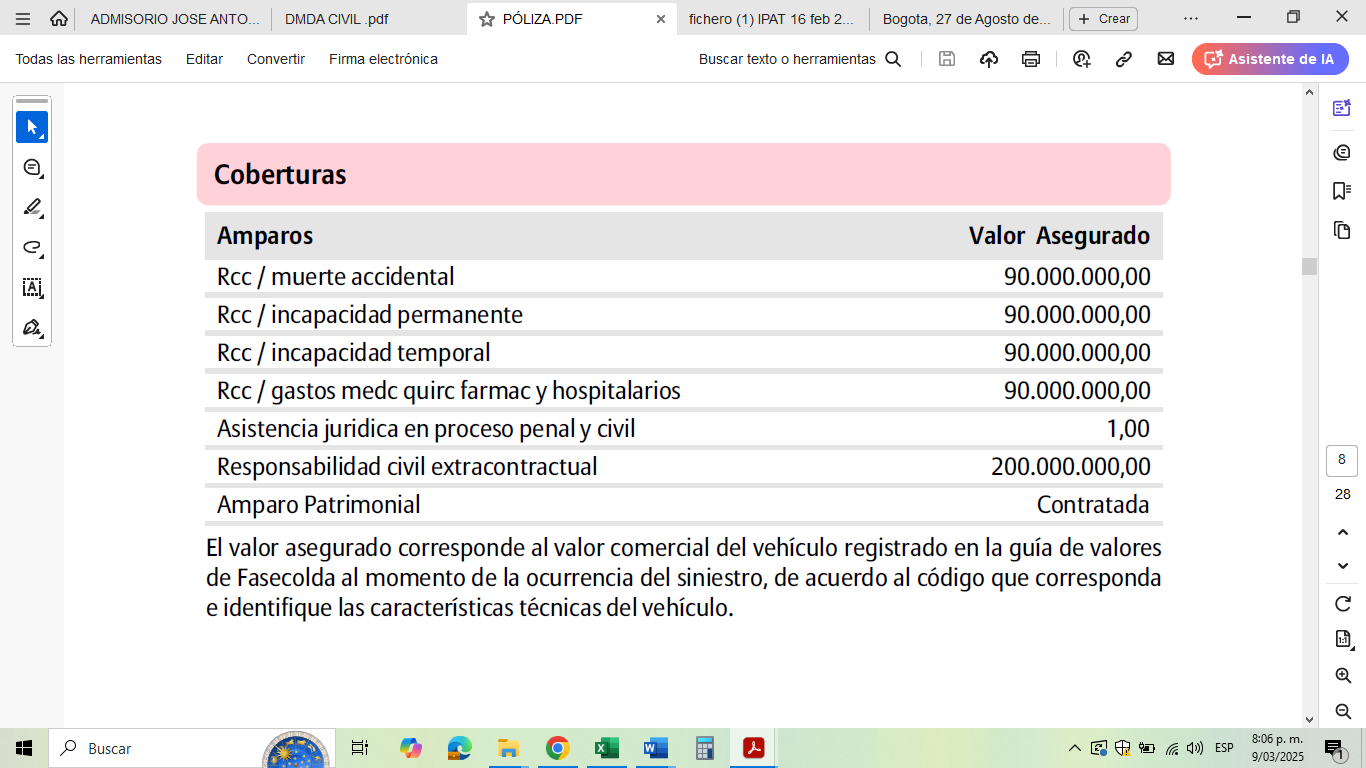 ADMISORIO JOSE ANTO...
DMDA CIVIL .pdf
PÓLIZA.PDF
fichero (1) IPAT 16 feb 2...
Bogota, 27 de Agosto de...
Crear
Todas las herramientas
Editar
Convertir
Firma electrónica
Buscar texto o herramientas
Asistente de IA
Coberturas
Amparos Valor Asegurado
Rcc / muerte accidental 90.000.000,00
Rcc / incapacidad permanente 90.000.000,00
Rcc / incapacidad temporal 90.000.000,00
Rcc / gastos medc quirc farmac y hospitalarios 90.000.000,00
Asistencia juridica en proceso penal y civil 1,00
Responsabilidad civil extracontractual 200.000.000,00
Amparo Patrimonial Contratada
El valor asegurado corresponde al valor comercial del vehículo registrado en la guía de valores
de Fasecolda al momento de la ocurrencia del siniestro, de acuerdo al código que corresponda
e identifique las características técnicas del vehículo.
8
28
1:1
Buscar
ESP
8:06 p. m.
9/03/2025
1